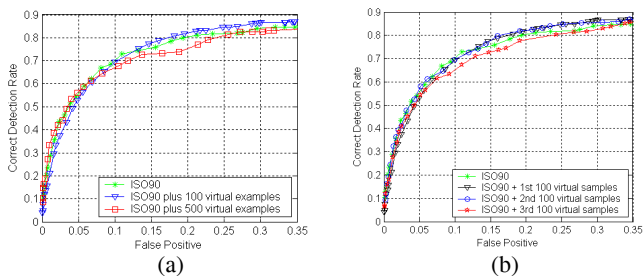 0.9
0.8
0.7
0.6
0.5
0.4
0.3
0.2
0.1
0
0 0.05 0.1 0.15 0.2 0.25 0.3 0.35
Correct Detection Rate
False Positive
ISO90
ISO90 plus 100 virtual examples
ISO90 plus 500 virtual examples
(a)
0.9
0.8
0.7
0.6
0.5
0.4
0.3
0.2
0.1
0
0 0.05 0.1 0.15 0.2 0.25 0.3 0.35
Correct Detection Rate
False Positive
ISO90
ISO90 + 1st 100 virtual samples
ISO90 + 2nd 100 virtual samples
ISO90 + 3rd 100 virtual samples
(b)